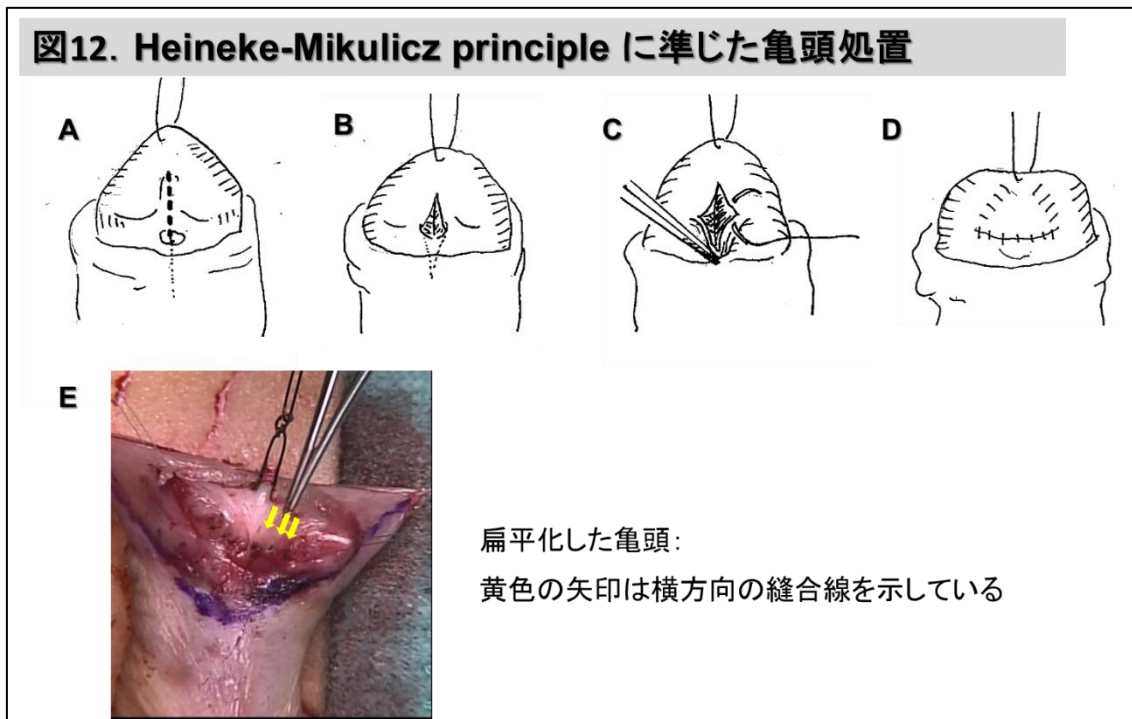 図12. Heineke-Mikulicz principle に準じた亀頭処置
A
B
C
D
E
扁平化した亀頭:
黄色の矢印は横方向の縫合線を示している